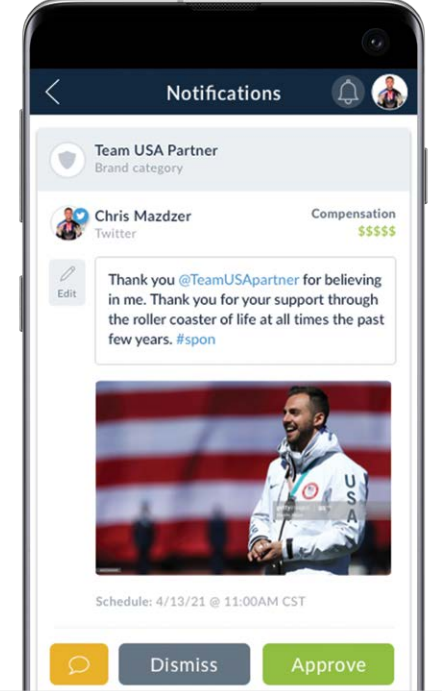 Notifications
Team USA Partner
Brand category
Chris Mazdzer
Compensation
Twitter
$$$$$
Edit
Thank you @TeamUSApartner for believing
in me. Thank you for your support through
the roller coaster of life at all times the past
few years. #spon
USA
Schedule: 4/13/21 @ 11:00AM CST
Dismiss
Approve